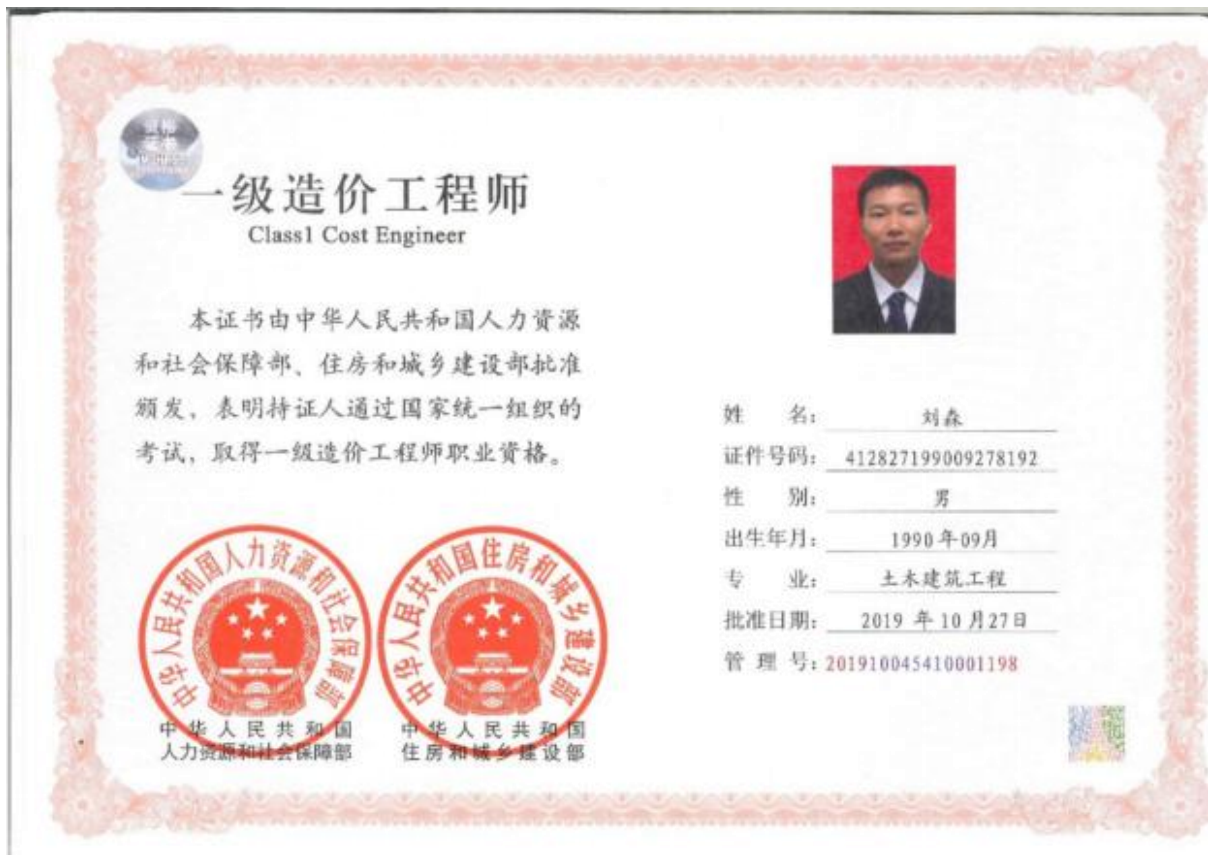 一级造价工程师
Class1 Cost Engineer
本证书由中华人民共和国人力资源
和社会保障部、住房和城乡建设部批准
颁发，表明持证人通过国家统一组织的
考试，取得一级造价工程师职业资格。
中华人民共和国人力资源和社会保障部
中华人民共和国住房和城乡建设部
中华人民共和国
人力资源和社会保障部
中华人民共和国
住房和城乡建设部
姓 名： 刘森
证件号码： 412827199009278192
性 别： 男
出生年月： 1990年09月
专 业： 土木建筑工程
批准日期： 2019 年 10 月27日
管 理 号：201910045410001198